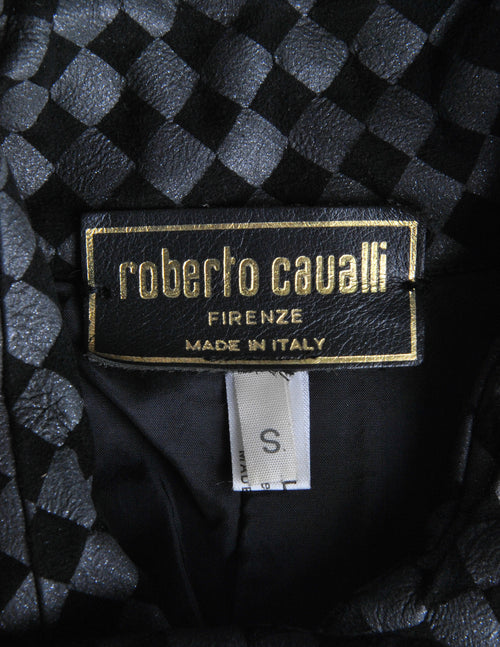 roberto cavalli
FIRENZE
MADE IN ITALY
S